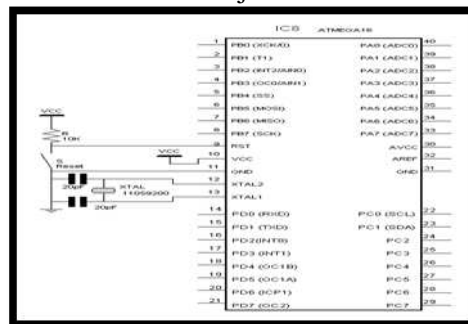 IC8 ATMEGA16
1 PB0 (XCK/0) PA0 (ADC0) 40
2 PB1 (T1) PA1 (ADC1) 39
3 PB2 (INT2/AIN0) PA2 (ADC2) 38
4 PB3 (OC0/AIN1) PA3 (ADC3) 37
5 PB4 (SS) PA4 (ADC4) 36
6 PB5 (MOSI) PA5 (ADC5) 35
7 PB6 (MISO) PA6 (ADC6) 34
8 PB7 (SCK) PA7 (ADC7) 33
VCC
R
10K
9 RST AVCC 30
VCC 10 VCC AREF 32
S
Reset
11 GND GND 31
20pF XTAL 12 XTAL2
11059200 13 XTAL1
20pF
14 PD0 (RXD) PC0 (SCL) 22
15 PD1 (TXD) PC1 (SDA) 23
16 PD2(INT0) PC2 24
17 PD3 (INT1) PC3 25
18 PD4 (OC1B) PC4 26
19 PD5 (OC1A) PC5 27
20 PD6 (ICP1) PC6 28
21 PD7 (OC2) PC7 29